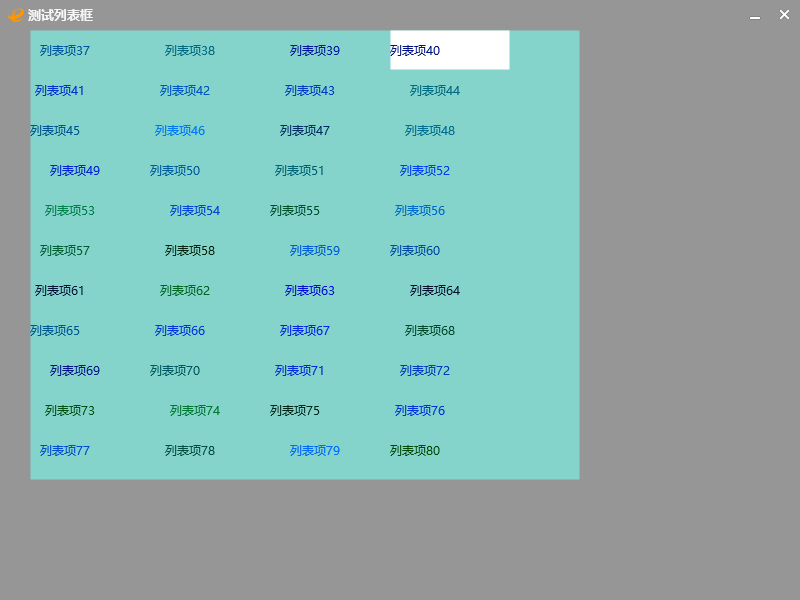 测试列表框
列表项37 列表项38 列表项39 列表项40
列表项41 列表项42 列表项43 列表项44
列表项45 列表项46 列表项47 列表项48
列表项49 列表项50 列表项51 列表项52
列表项53 列表项54 列表项55 列表项56
列表项57 列表项58 列表项59 列表项60
列表项61 列表项62 列表项63 列表项64
列表项65 列表项66 列表项67 列表项68
列表项69 列表项70 列表项71 列表项72
列表项73 列表项74 列表项75 列表项76
列表项77 列表项78 列表项79 列表项80